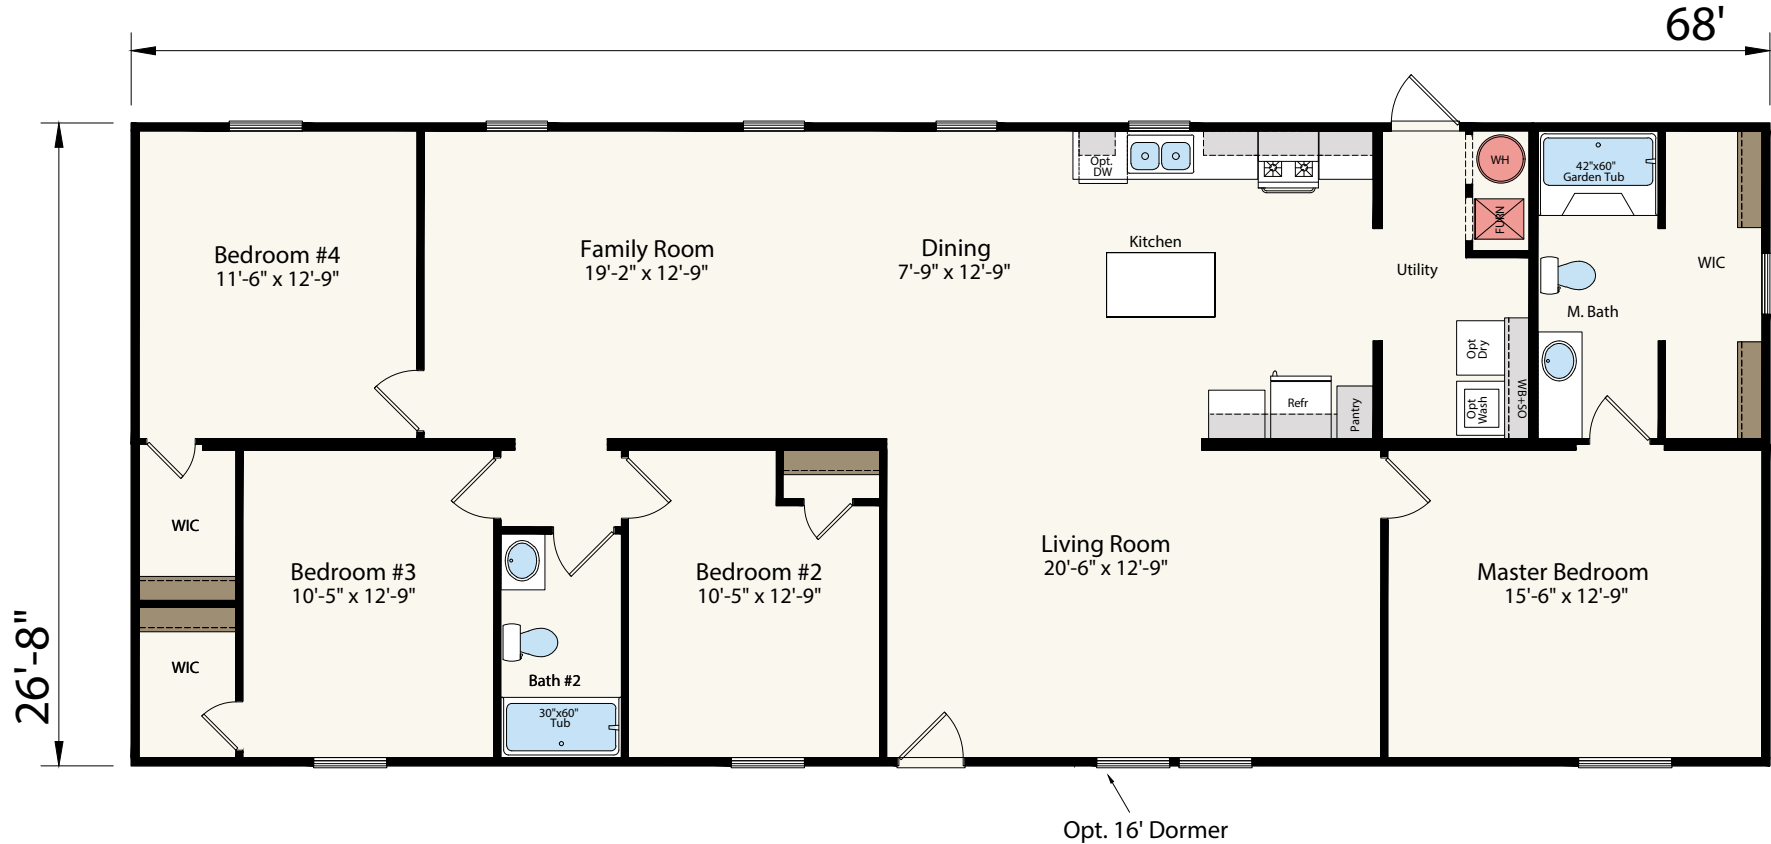 68'
26'-8"
Bedroom #4
11'-6" x 12'-9"
Family Room
19'-2" x 12'-9"
Dining
7'-9" x 12'-9"
Opt.
DW
Kitchen
Refr
Pantry
Utility
WH
FURN
Opt
Dry
Opt
Wash
WB+SO
42"x60"
Garden Tub
M. Bath
WIC
WIC
WIC
Bedroom #3
10'-5" x 12'-9"
Bath #2
30"x60"
Tub
Bedroom #2
10'-5" x 12'-9"
Living Room
20'-6" x 12'-9"
Master Bedroom
15'-6" x 12'-9"
Opt. 16' Dormer